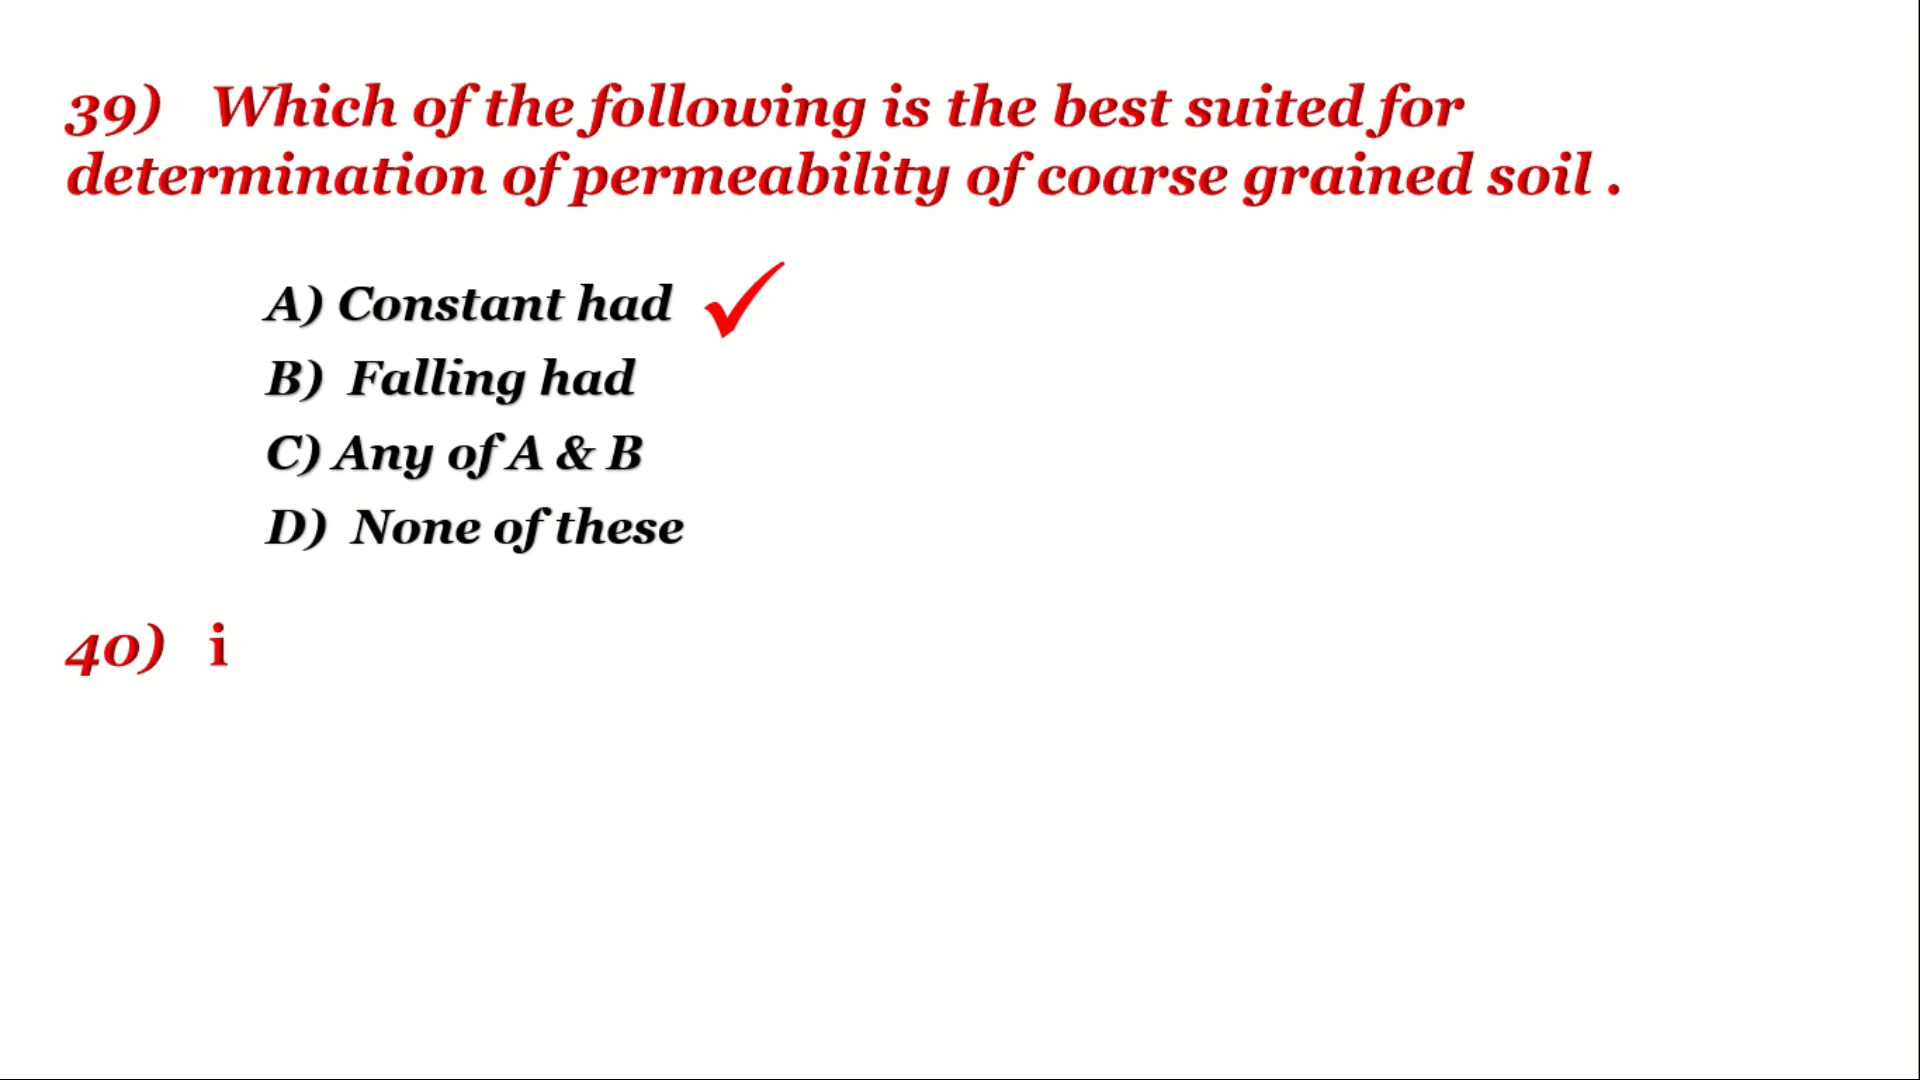 39) Which of the following is the best suited for
determination of permeability of coarse grained soil .
A) Constant had
B) Falling had
C) Any of A & B
D) None of these
40) i